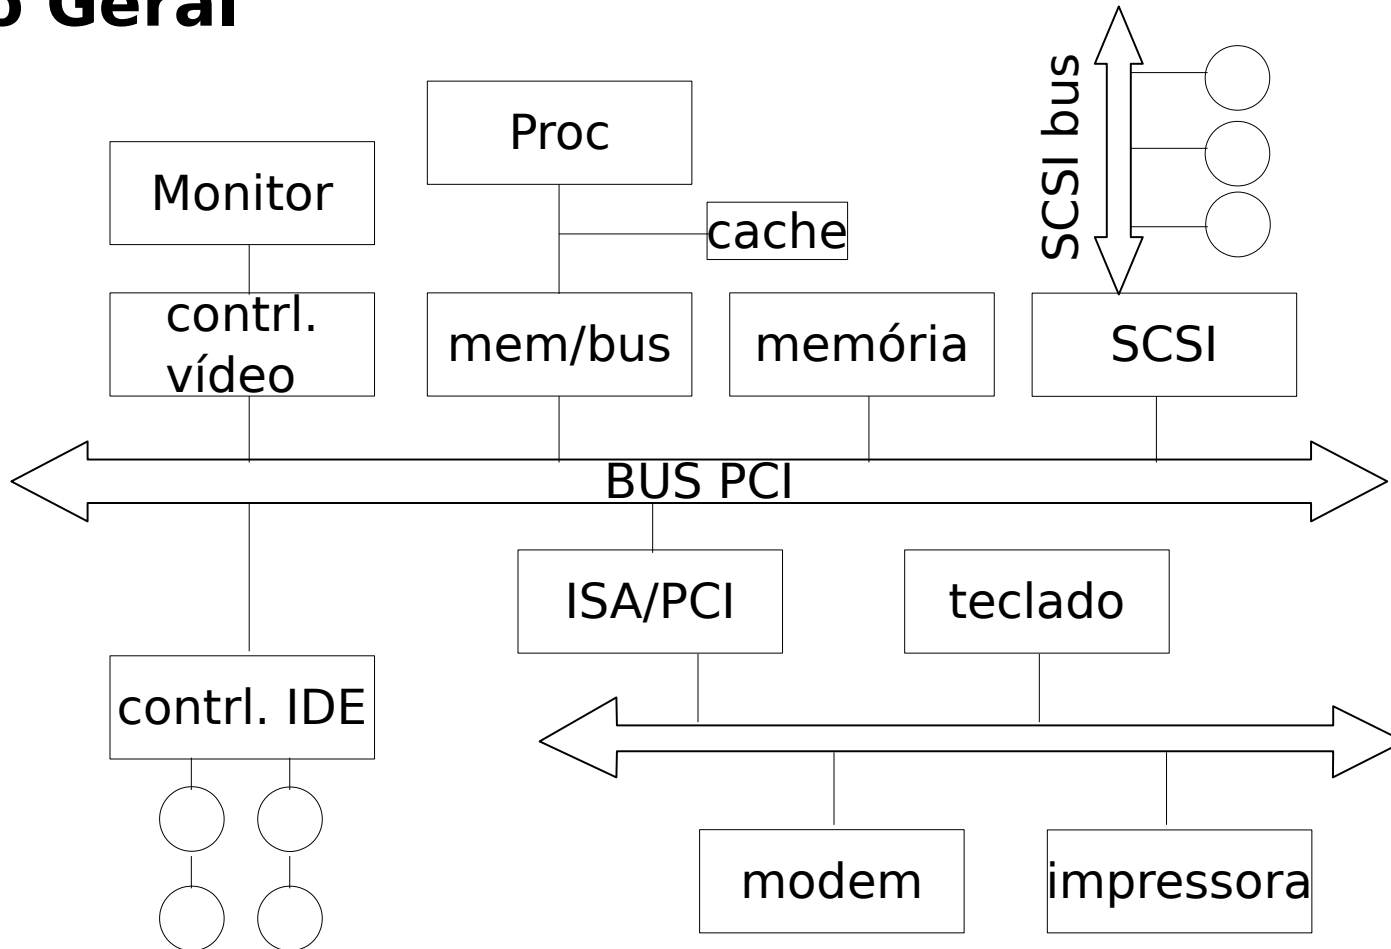 o Geral
Proc
SCSI bus
Monitor
cache
contrl.
vídeo
mem/bus
memória
SCSI
BUS PCI
ISA/PCI
teclado
contrl. IDE
modem
impressora